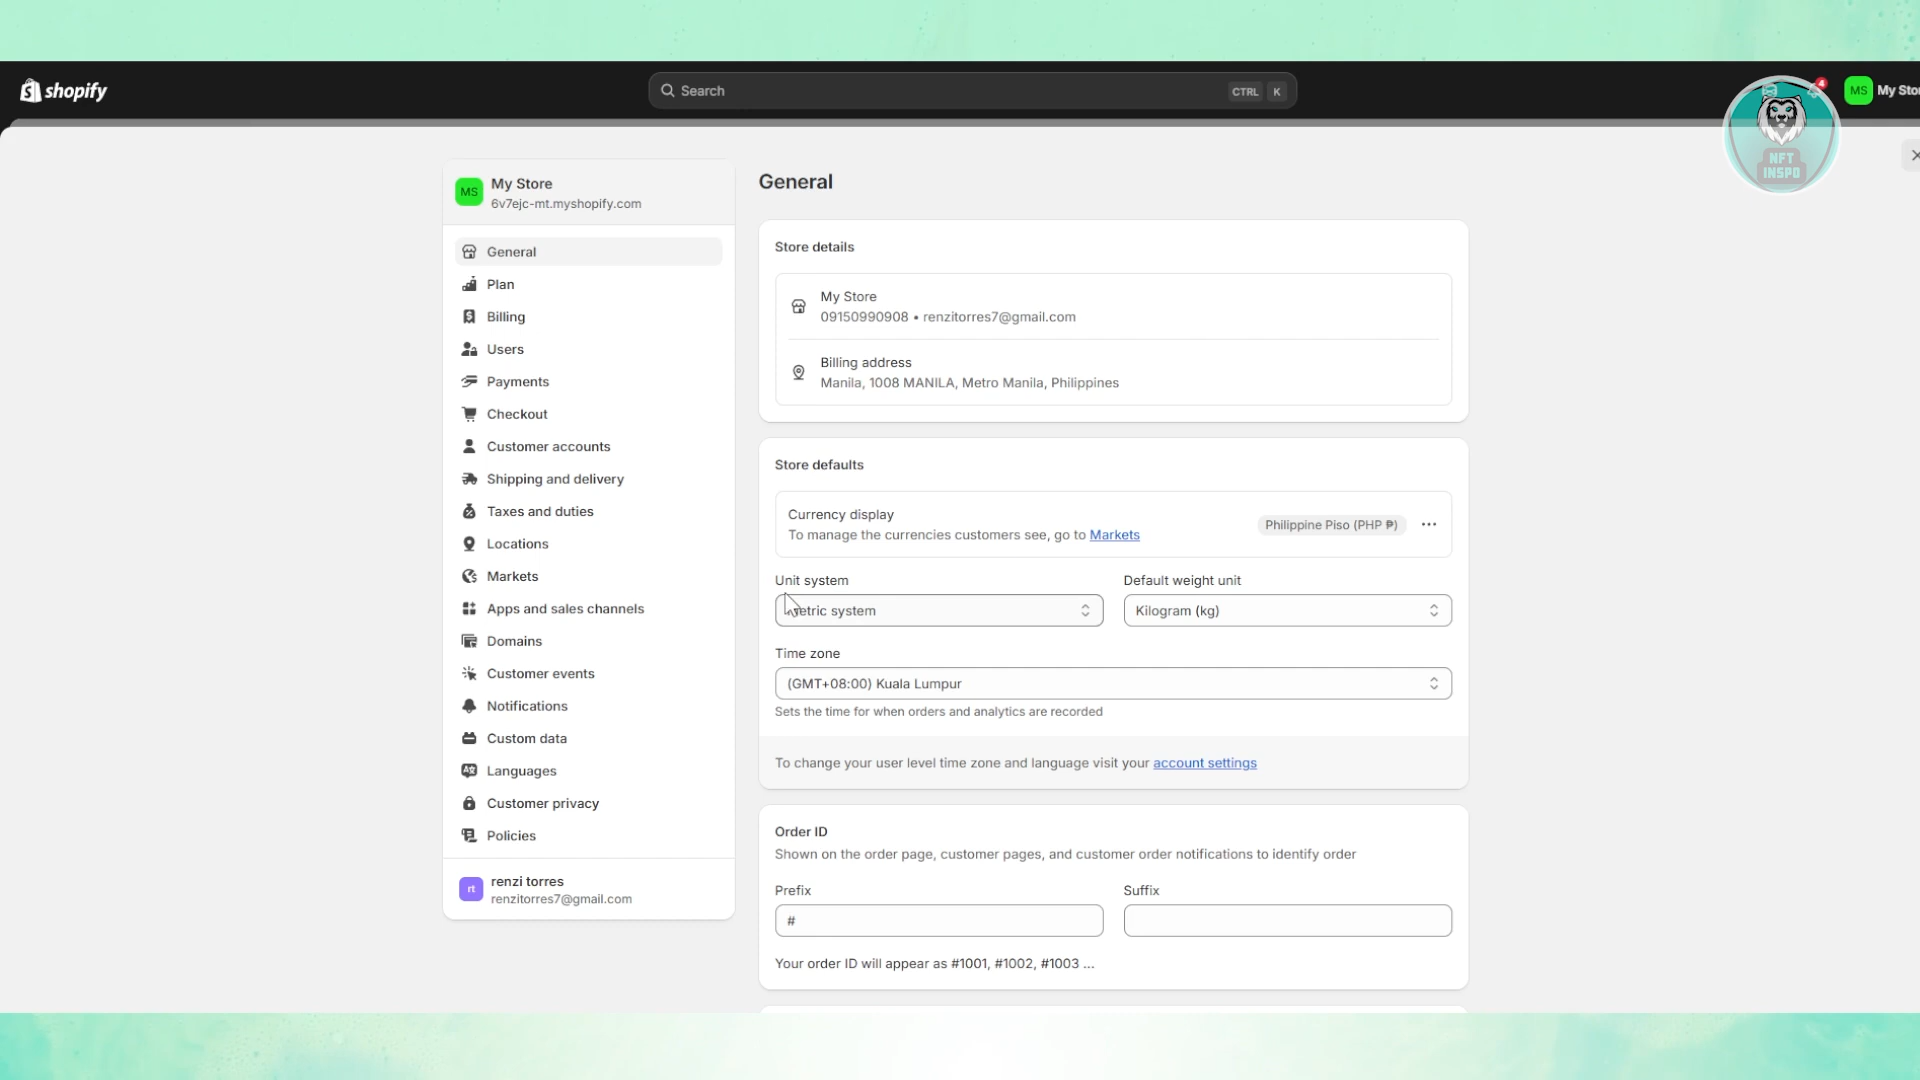 shopify
Search
CTRL K
4
MS My Stor
NFT
INSPO
MS
My Store
6v7ejc-mt.myshopify.com
General
Plan
Billing
Users
Payments
Checkout
Customer accounts
Shipping and delivery
Taxes and duties
Locations
Markets
Apps and sales channels
Domains
Customer events
Notifications
Custom data
Languages
Customer privacy
Policies
rt
renzi torres
renzitorres7@gmail.com
General
Store details
My Store
09150990908 • renzitorres7@gmail.com
Billing address
Manila, 1008 MANILA, Metro Manila, Philippines
Store defaults
Currency display
To manage the currencies customers see, go to Markets
Philippine Piso (PHP ₱)
Unit system
Default weight unit
Metric system
Kilogram (kg)
Time zone
(GMT+08:00) Kuala Lumpur
Sets the time for when orders and analytics are recorded
To change your user level time zone and language visit your account settings
Order ID
Shown on the order page, customer pages, and customer order notifications to identify order
Prefix
Suffix
#
Your order ID will appear as #1001, #1002, #1003 ...